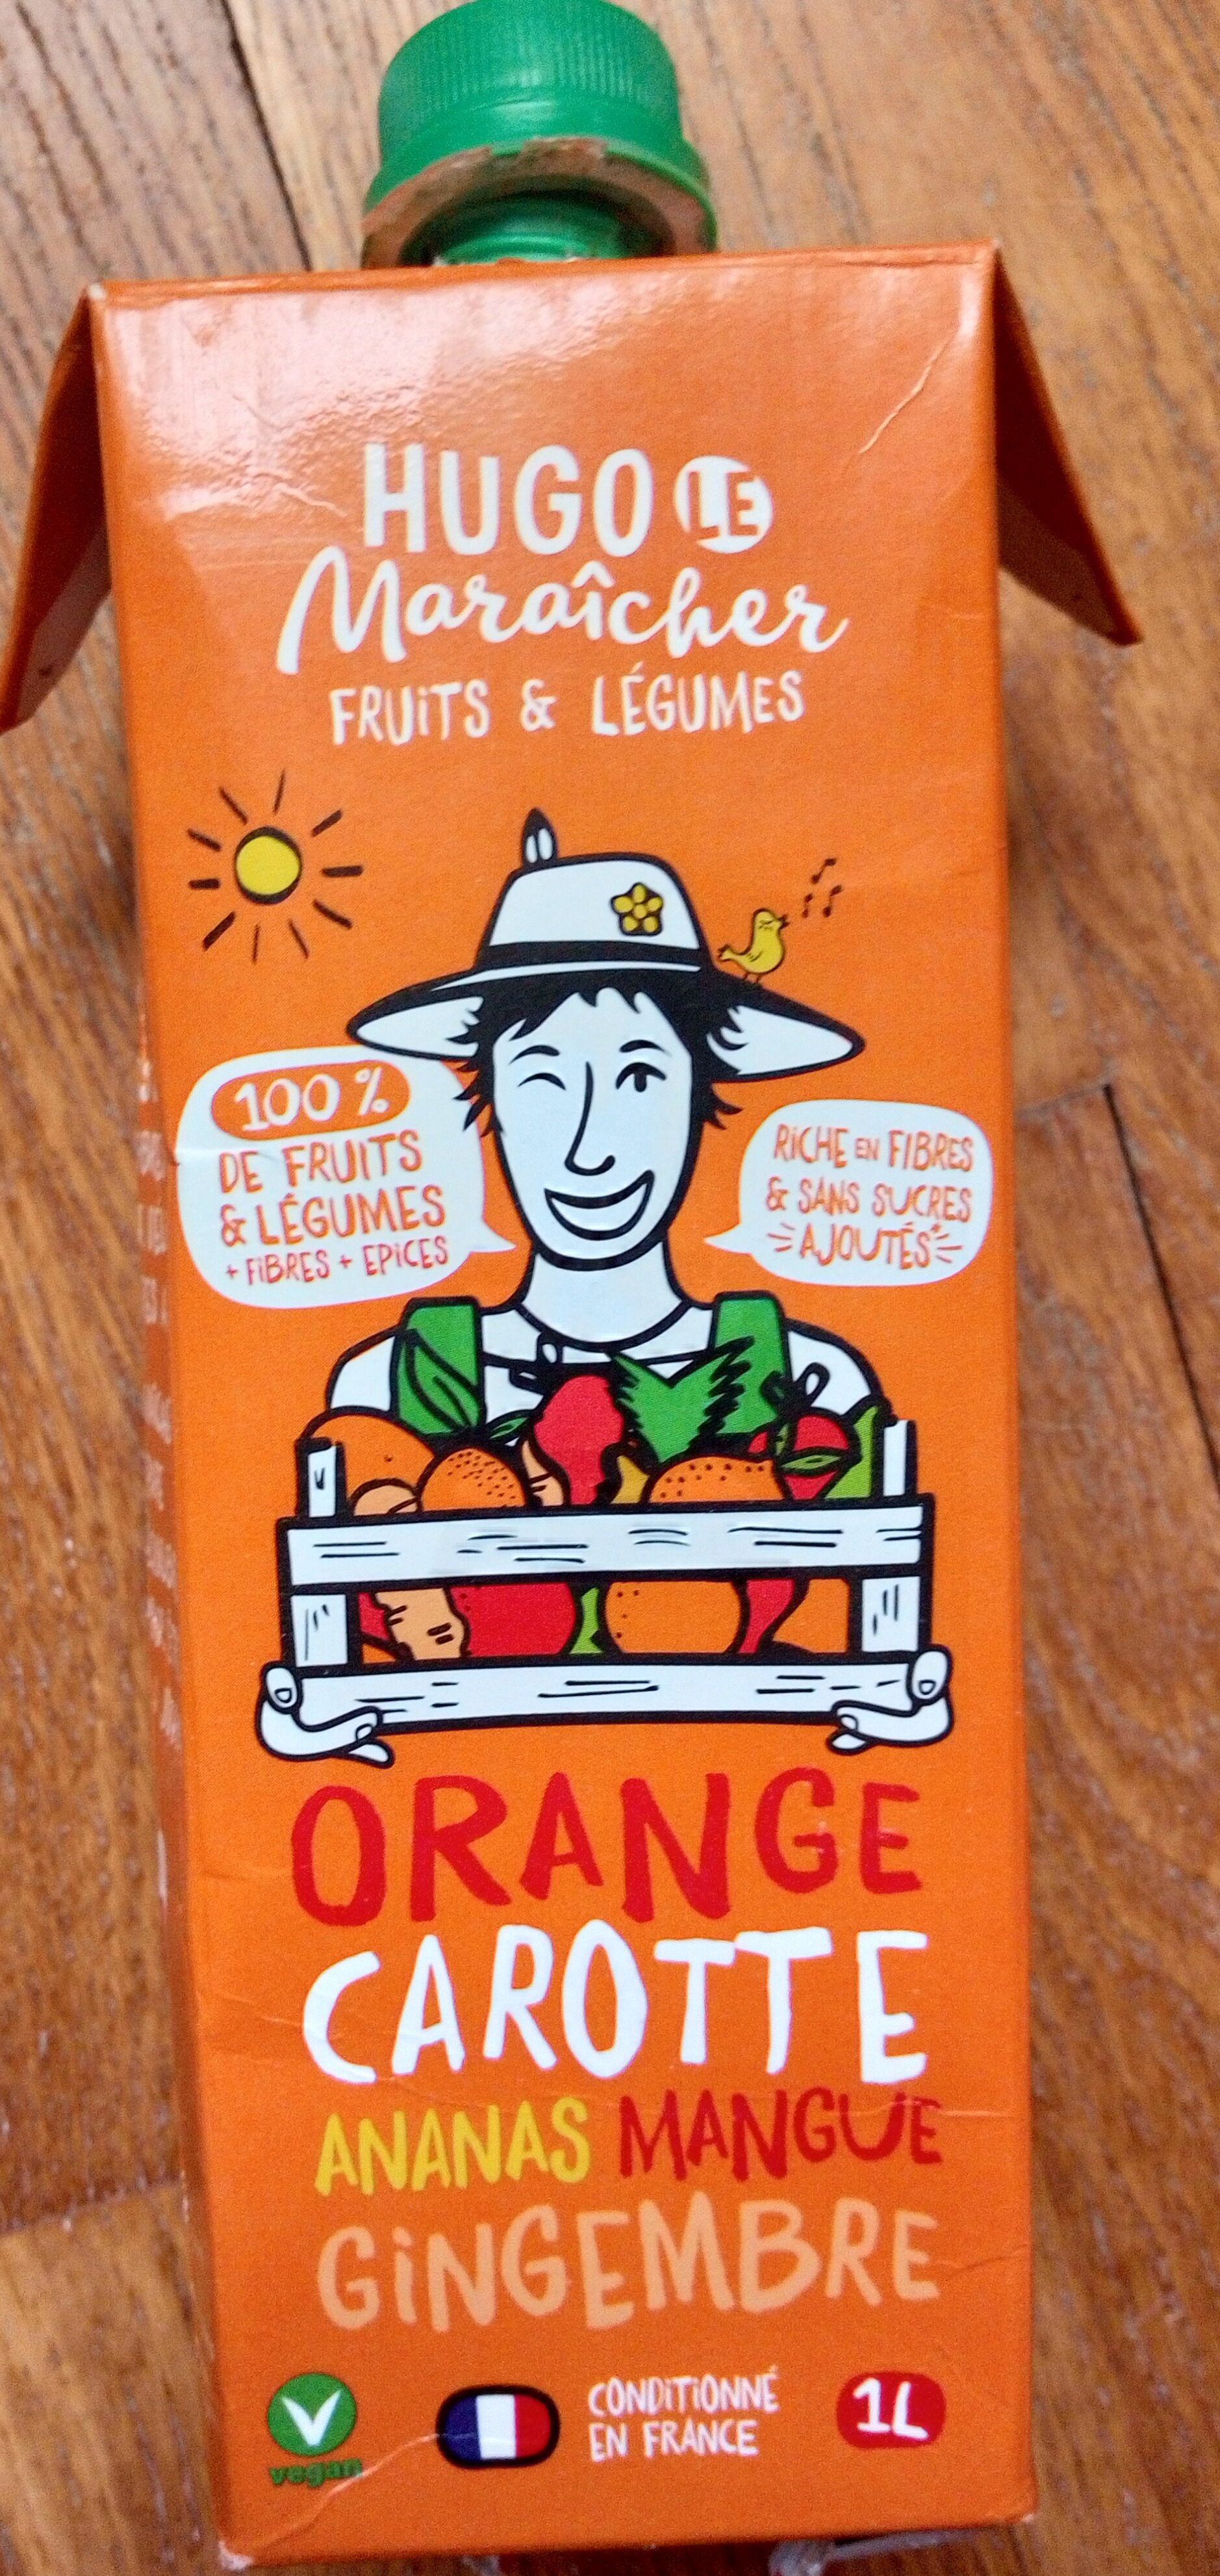 HUGO LE
Maraîcher
FRUITS & LÉGUMES
100 %
DE FRUITS
& LÉGUMES
+ FIBRES + EPICES
RICHE EN FIBRES
& SANS SUCRES
AJOUTÉS
ORANGE
CAROTTE
ANANAS MANGUE
GINGEMBRE
vegan
CONDITIONNÉ
EN FRANCE
1L